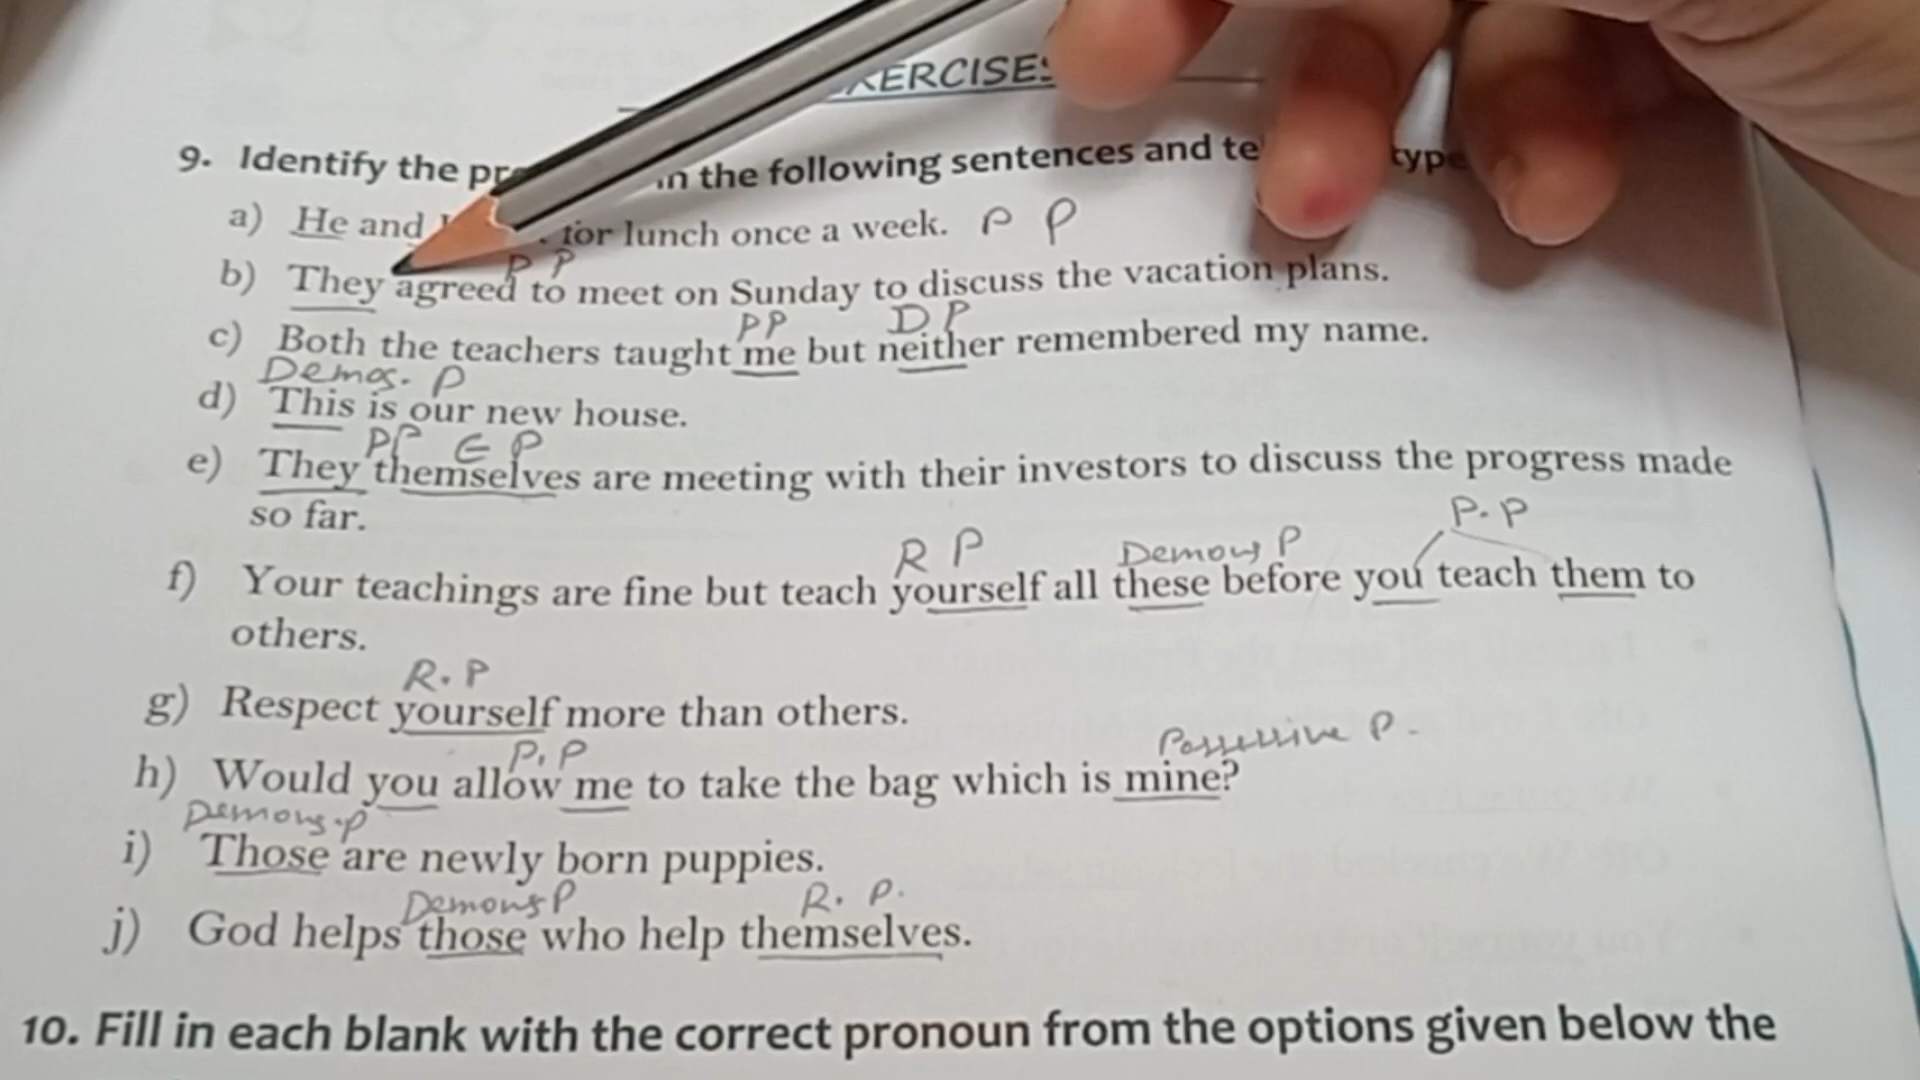 EXERCISES
9. Identify the in the following sentences and type
a) He and for lunch once a week. P P
P P
b) They agreed to meet on Sunday to discuss the vacation plans.
PP DP
c) Both the teachers taught me but neither remembered my name.
Demos. P
d) This is our new house.
PP E P
e) They themselves are meeting with their investors to discuss the progress made
so far.
P.P
R P Demons P
f) Your teachings are fine but teach yourself all these before you teach them to
others.
R.P
g) Respect yourself more than others.
P.P Possessive P.
h) Would you allow me to take the bag which is mine?
Demons.P
i) Those are newly born puppies.
Demons P R. P.
j) God helps those who help themselves.
10. Fill in each blank with the correct pronoun from the options given below the